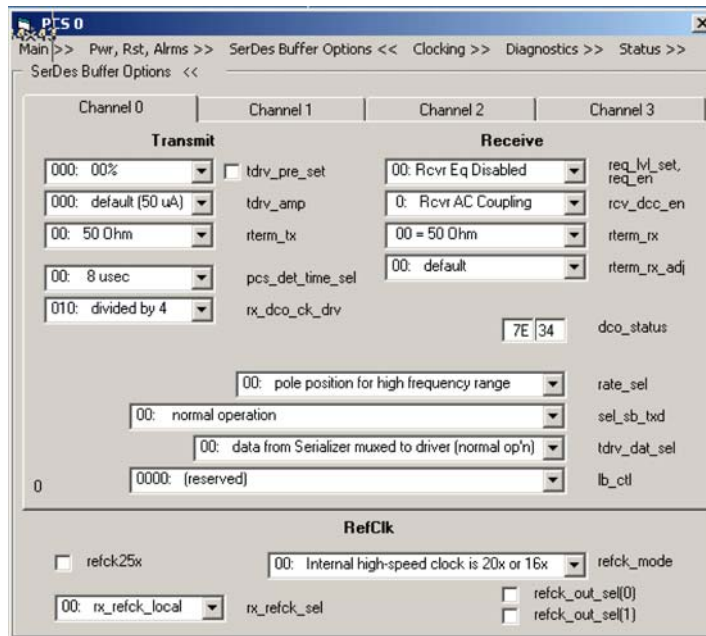 PCS 0
Main >> Pwr, Rst, Alrms >> SerDes Buffer Options << Clocking >> Diagnostics >> Status >>
SerDes Buffer Options <<
Channel 0 Channel 1 Channel 2 Channel 3
Transmit Receive
000: 00% tdrv_pre_set 00: Rcvr Eq Disabled req_lvl_set,
req_en
000: default (50 uA) tdrv_amp 0: Rcvr AC Coupling rcv_dcc_en
00: 50 Ohm rterm_tx 00 = 50 Ohm rterm_rx
00: default rterm_rx_adj
00: 8 usec pcs_det_time_sel
010: divided by 4 rx_dco_ck_drv
7E 34 dco_status
00: pole position for high frequency range rate_sel
00: normal operation sel_sb_txd
00: data from Serializer muxed to driver (normal op'n) tdrv_dat_sel
0 0000: (reserved) lb_ctl
RefClk
refck25x 00: Internal high-speed clock is 20x or 16x refck_mode
00: rx_refck_local rx_refck_sel refck_out_sel(0)
refck_out_sel(1)